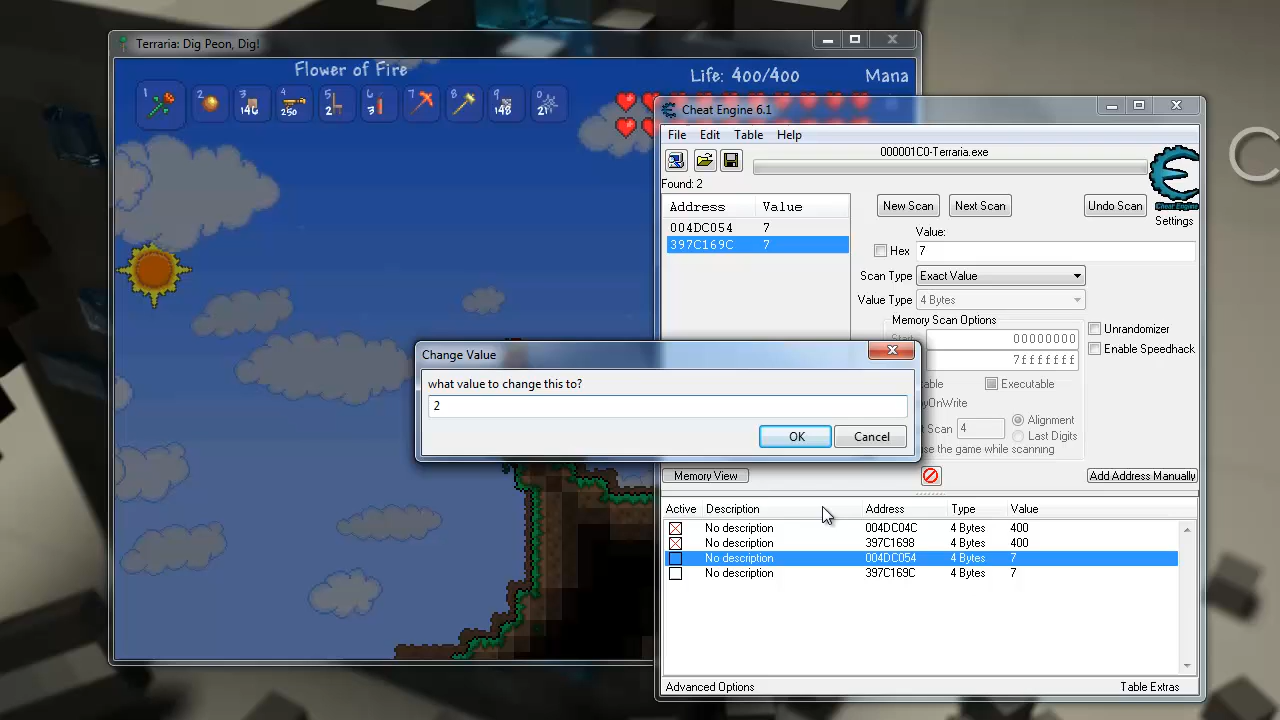 Terraria: Dig Peon, Dig!
Flower of Fire
Life: 400/400
Mana
1
2
3
146
4
250
5
2
6
3
7
8
9
148
0
21
Cheat Engine 6.1
File Edit Table Help
000001C0-Terraria.exe
Found: 2
Address Value
004DC054 7
397C169C 7
New Scan Next Scan Undo Scan
Cheat Engine
Settings
Value:
Hex 7
Scan Type Exact Value
Value Type 4 Bytes
Memory Scan Options
Start 00000000
7fffffff
Unrandomizer
Enable Speedhack
able Executable
yOnWrite
Scan 4 Alignment
Last Digits
se the game while scanning
Change Value
what value to change this to?
2
OK Cancel
Memory View Add Address Manually
Active Description Address Type Value
No description 004DC04C 4 Bytes 400
No description 397C1698 4 Bytes 400
No description 004DC054 4 Bytes 7
No description 397C169C 4 Bytes 7
Advanced Options Table Extras